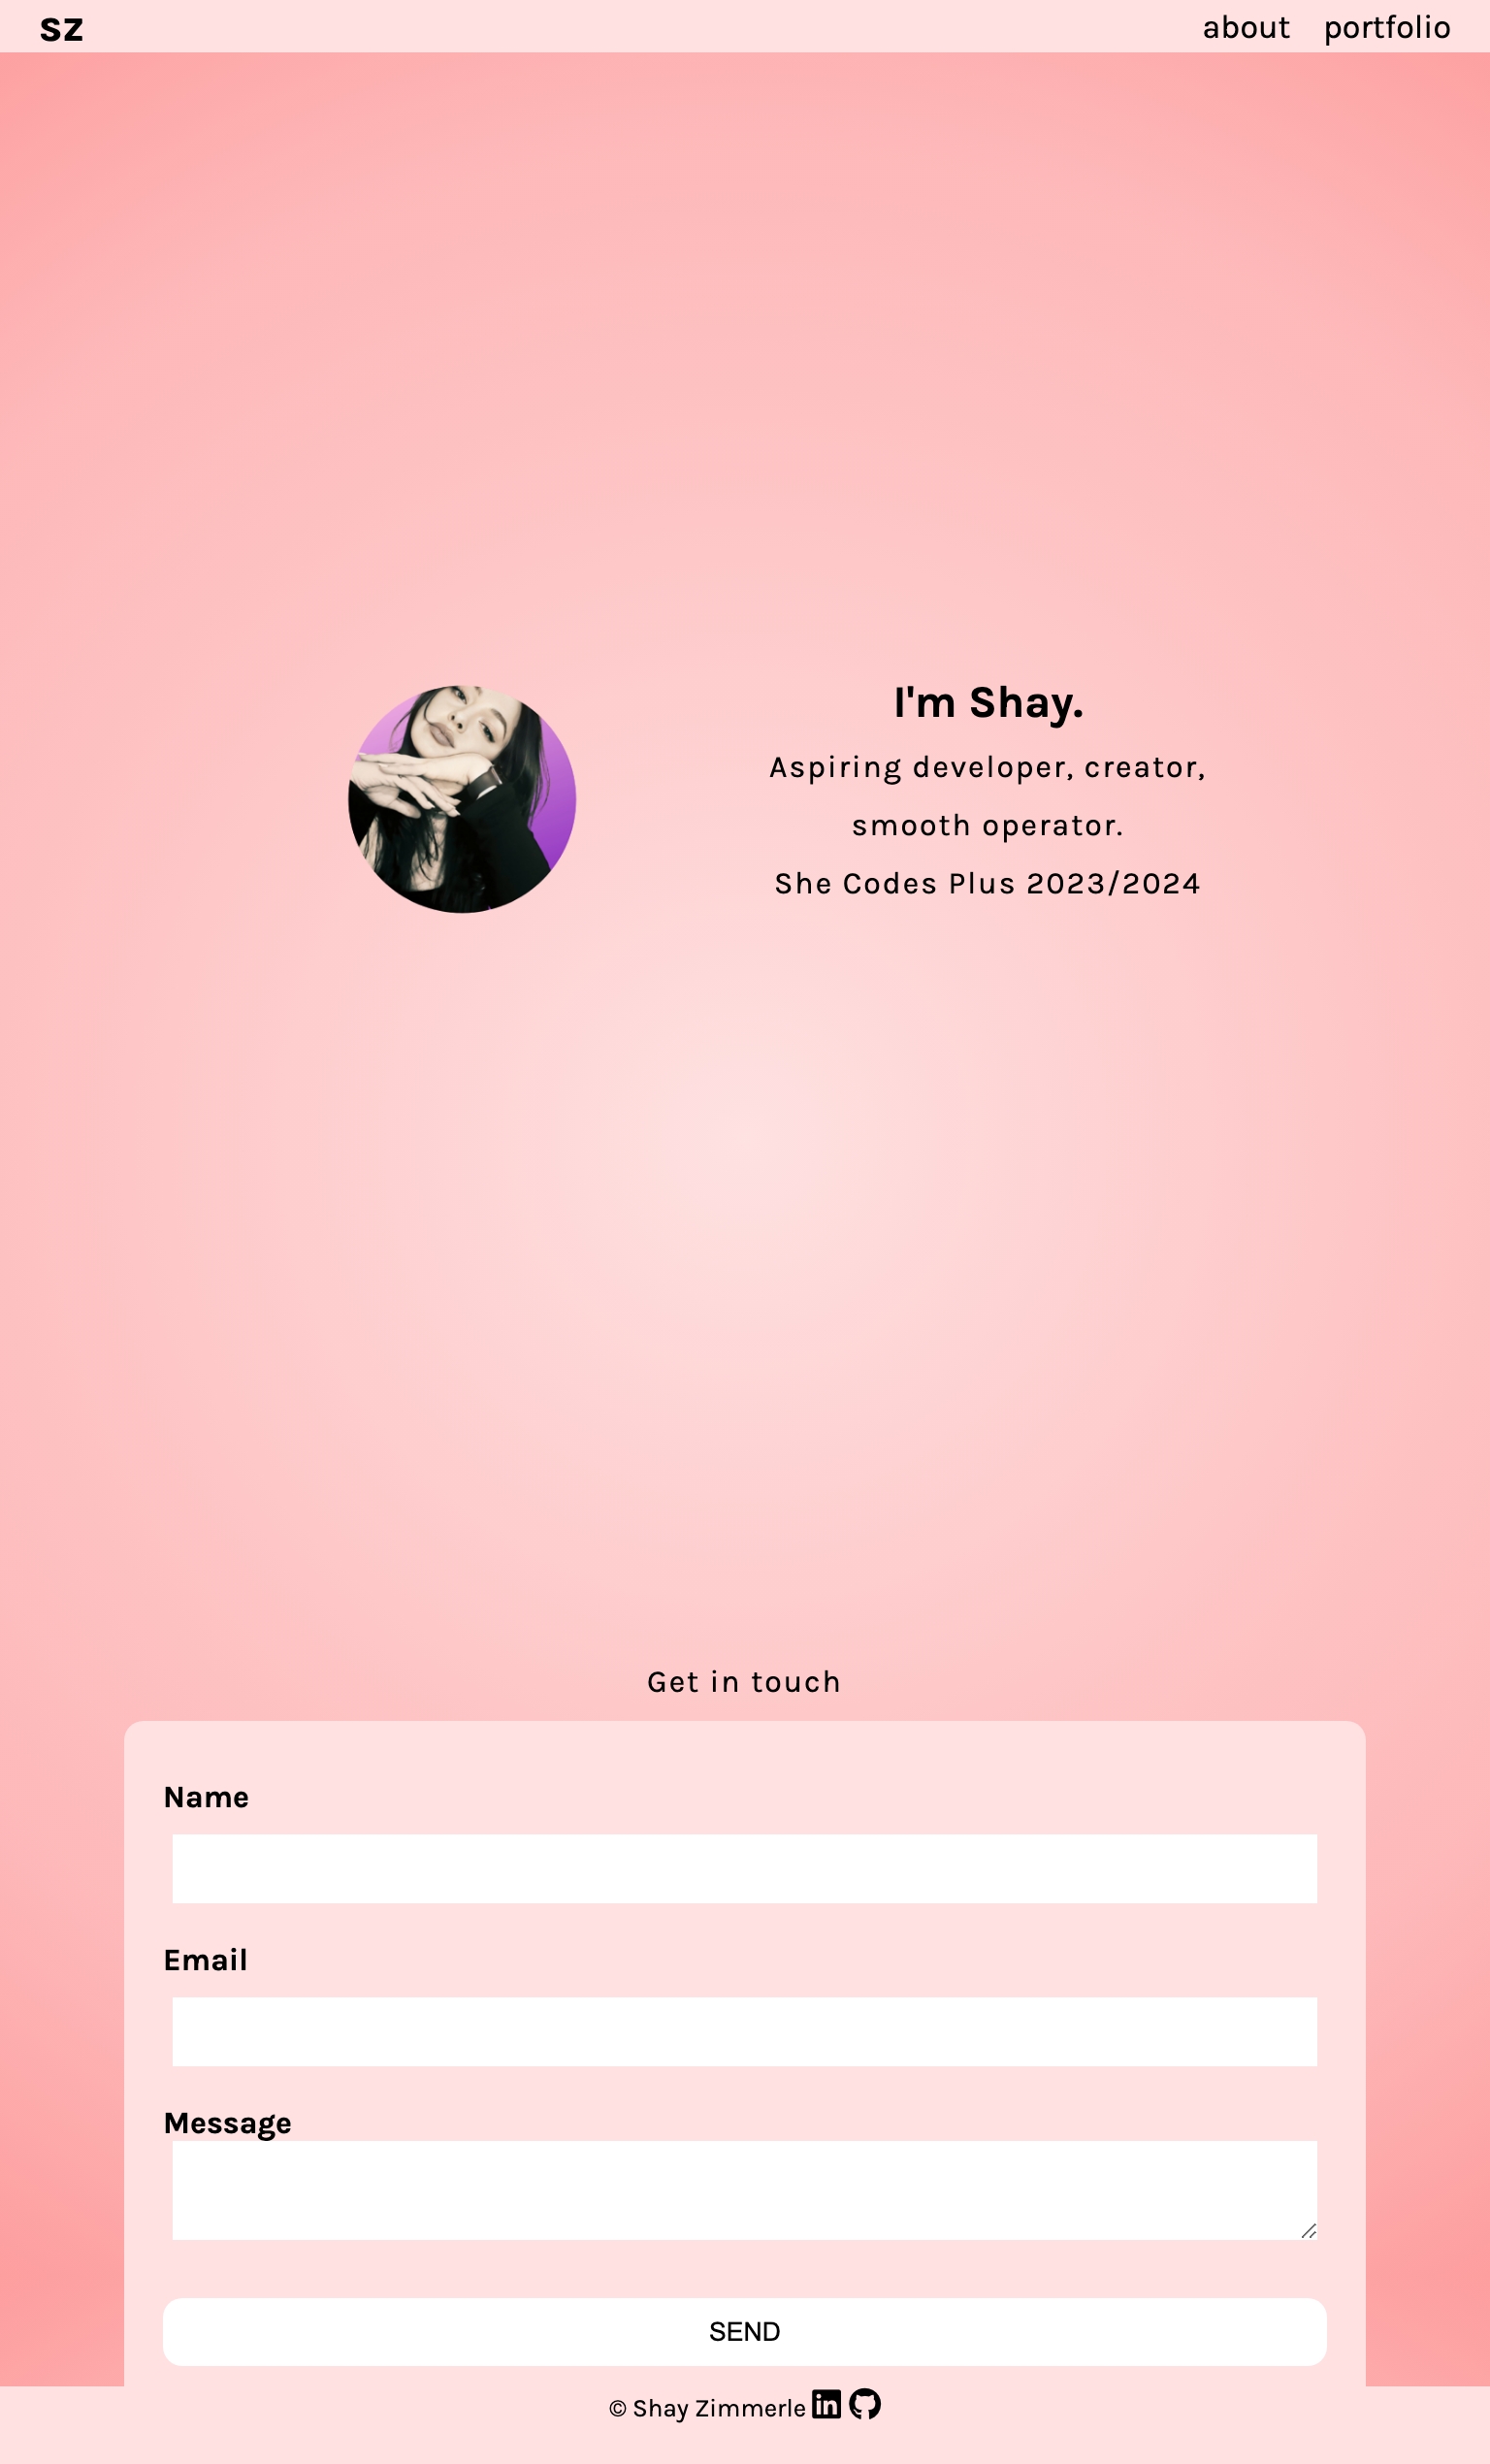 sz
about portfolio
I'm Shay.
Aspiring developer, creator,
smooth operator.
She Codes Plus 2023/2024
Get in touch
Name
Email
Message
SEND
© Shay Zimmerle